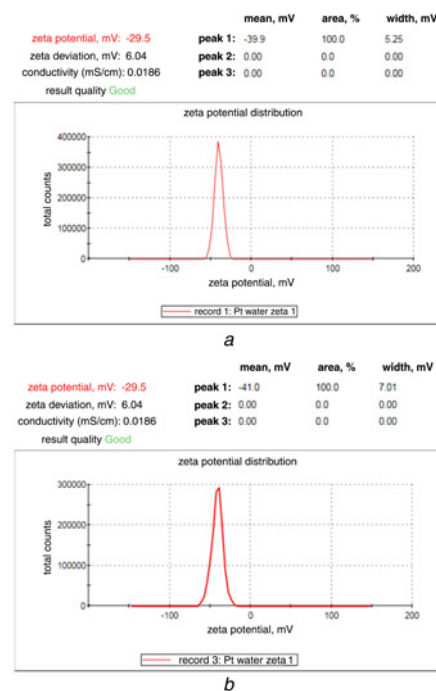 mean, mV area, % width, mV
zeta potential, mV: -29.5 peak 1: -39.9 100.0 5.25
zeta deviation, mV: 6.04 peak 2: 0.00 0.0 0.00
conductivity (mS/cm): 0.0186 peak 3: 0.00 0.0 0.00
result quality Good
zeta potential distribution
400000
300000
200000
100000
0
total counts
-100 0 100 200
zeta potential, mV
record 1: Pt water zeta 1
a
mean, mV area, % width, mV
zeta potential, mV: -29.5 peak 1: -41.0 100.0 7.01
zeta deviation, mV: 6.04 peak 2: 0.00 0.0 0.00
conductivity (mS/cm): 0.0186 peak 3: 0.00 0.0 0.00
result quality Good
zeta potential distribution
300000
200000
100000
0
total counts
-100 0 100 200
zeta potential, mV
record 3: Pt water zeta 1
b